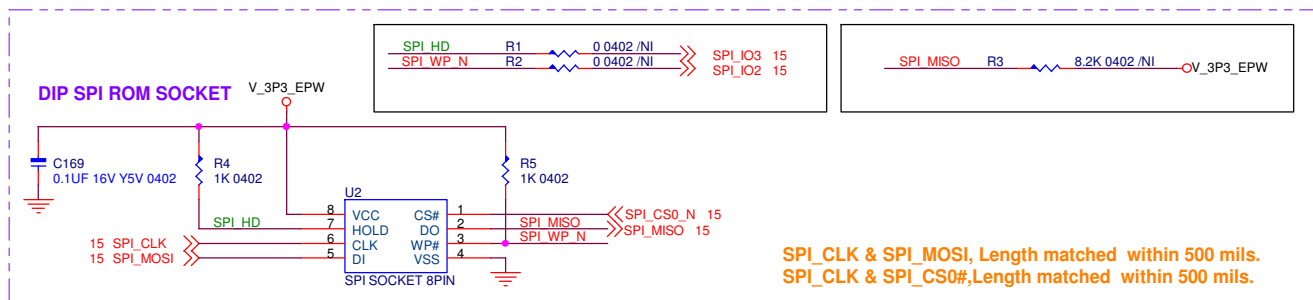 SPI_HD R1 0 0402 /NI SPI_IO3 15
SPI_WP_N R2 0 0402 /NI SPI_IO2 15
SPI_MISO R3 8.2K 0402 /NI V_3P3_EPW
DIP SPI ROM SOCKET V_3P3_EPW
C169
0.1UF 16V Y5V 0402
R4
1K 0402
R5
1K 0402
U2
8 VCC CS# 1 SPI_CS0_N 15
SPI_HD 7 HOLD DO 2 SPI_MISO SPI_MISO 15
15 SPI_CLK 6 CLK WP# 3 SPI_WP_N
15 SPI_MOSI 5 DI VSS 4
SPI SOCKET 8PIN
SPI_CLK & SPI_MOSI, Length matched within 500 mils.
SPI_CLK & SPI_CS0#,Length matched within 500 mils.